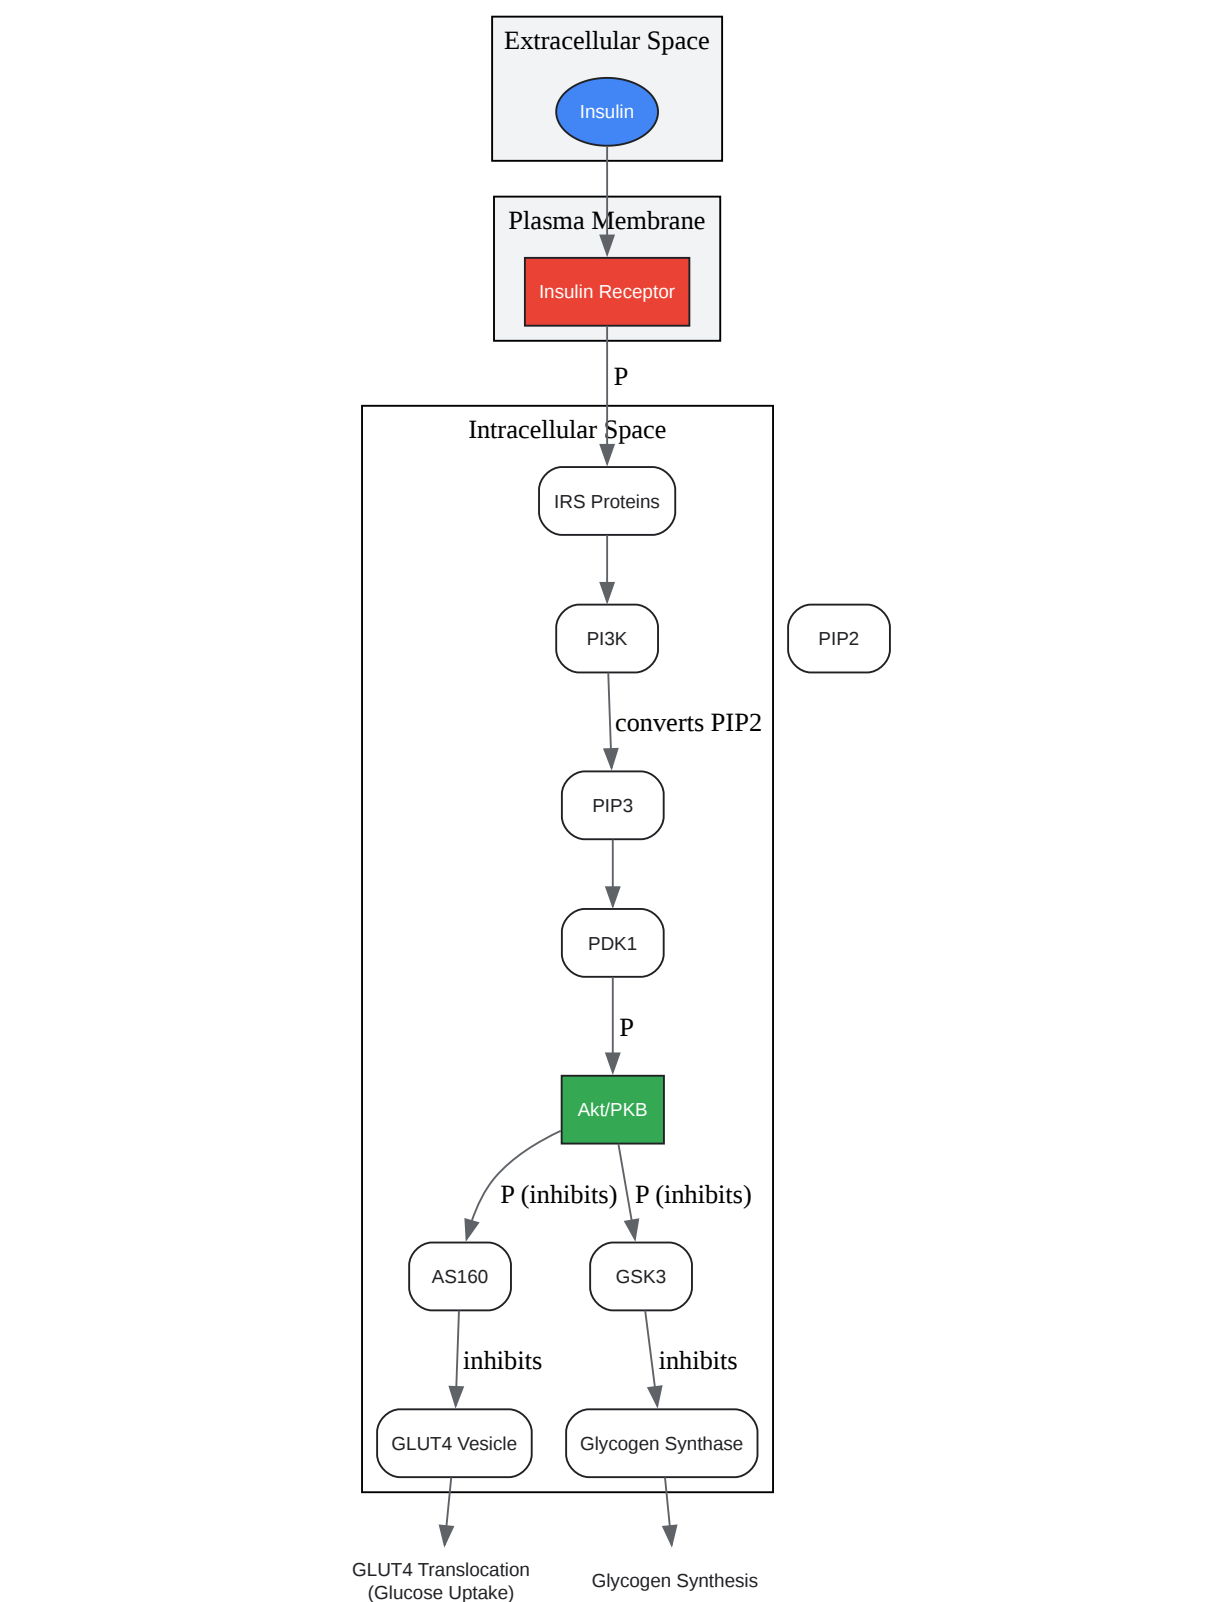 Extracellular Space
Insulin
Plasma Membrane
Insulin Receptor
P
Intracellular Space
IRS Proteins
PI3K
PIP2
converts PIP2
PIP3
PDK1
P
Akt/PKB
P (inhibits)
P (inhibits)
AS160
GSK3
inhibits
inhibits
GLUT4 Vesicle
Glycogen Synthase
GLUT4 Translocation
(Glucose Uptake)
Glycogen Synthesis